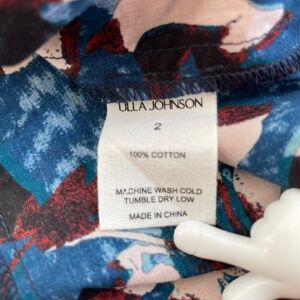 ULLA JOHNSON
2
100% COTTON
MACHINE WASH COLD
TUMBLE DRY LOW
MADE IN CHINA